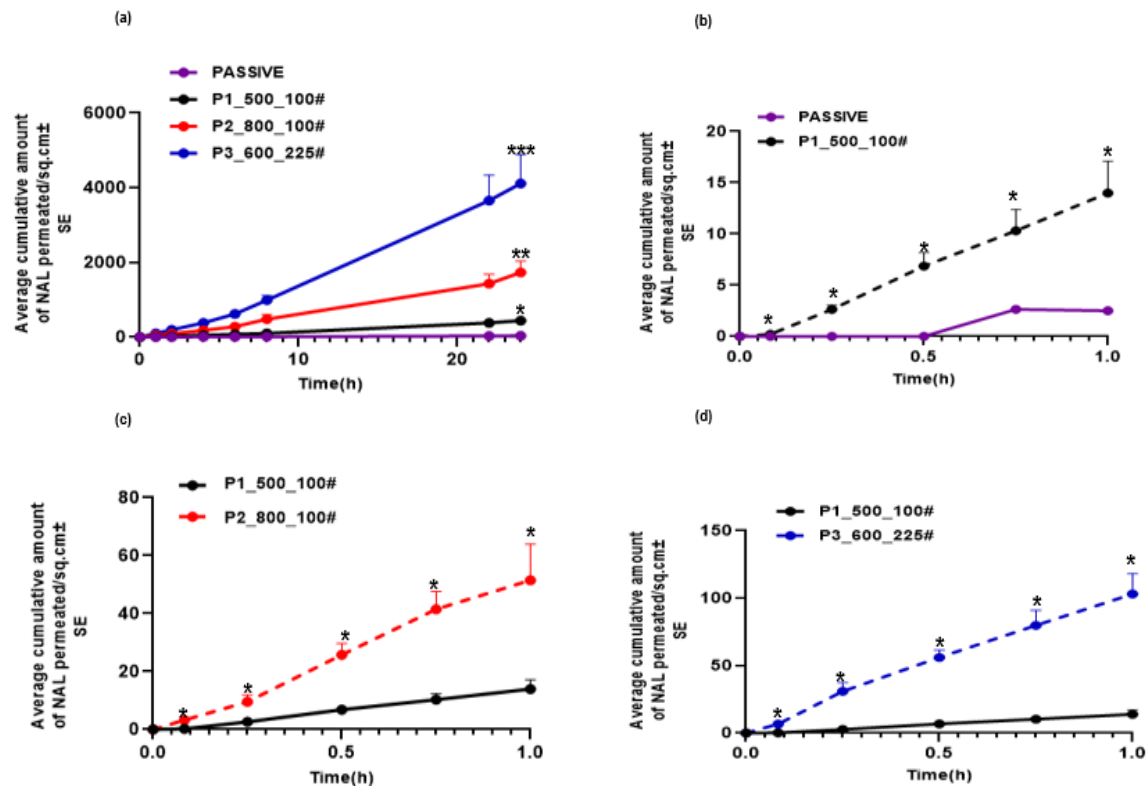 (a)
PASSIVE
P1_500_100#
P2_800_100#
P3_600_225#
Average cumulative amount
of NAL permeated/sq.cm±
SE
6000
4000
2000
0
***
**
*
0
10
20
Time(h)
(b)
PASSIVE
P1_500_100#
Average cumulative amount
of NAL permeated/sq.cm±
SE
20
15
10
5
0
*
*
*
*
*
0.0
0.5
1.0
Time(h)
(c)
P1_500_100#
P2_800_100#
Average cumulative amount
of NAL permeated/sq.cm±
SE
80
60
40
20
0
*
*
*
*
*
0.0
0.5
1.0
Time(h)
(d)
P1_500_100#
P3_600_225#
Average cumulative amount
of NAL permeated/sq.cm±
SE
150
100
50
0
*
*
*
*
*
0.0
0.5
1.0
Time(h)